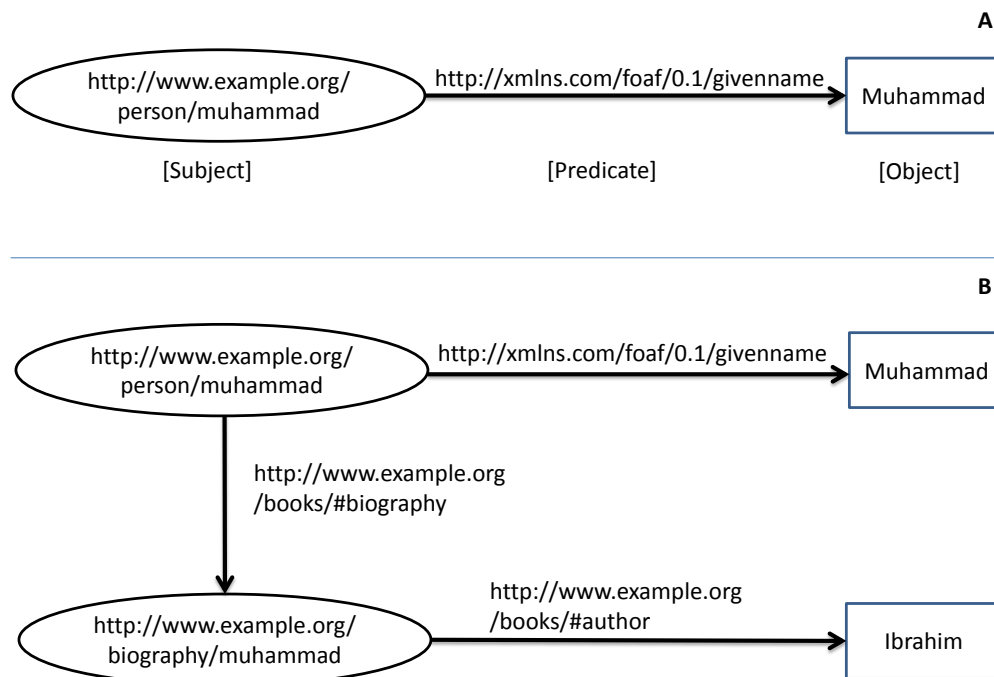 A
http://www.example.org/
person/muhammad
http://xmlns.com/foaf/0.1/givenname
Muhammad
[Subject]
[Predicate]
[Object]
B
http://www.example.org/
person/muhammad
http://xmlns.com/foaf/0.1/givenname
Muhammad
http://www.example.org
/books/#biography
http://www.example.org/
biography/muhammad
http://www.example.org
/books/#author
Ibrahim